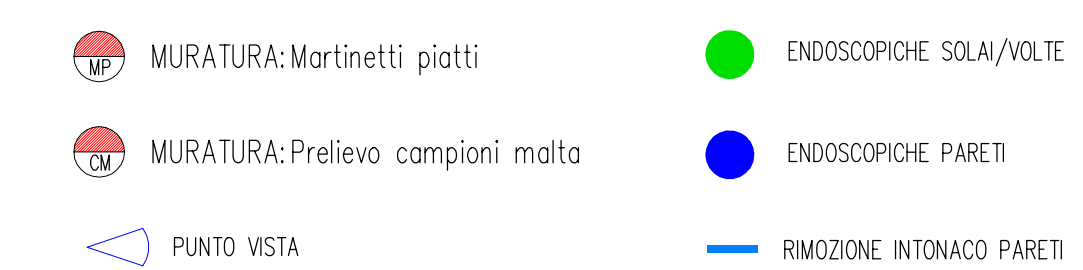 MP MURATURA: Martinetti piatti
ENDOSCOPICHE SOLAI/VOLTE
CM MURATURA: Prelievo campioni malta
ENDOSCOPICHE PARETI
PUNTO VISTA
RIMOZIONE INTONACO PARETI